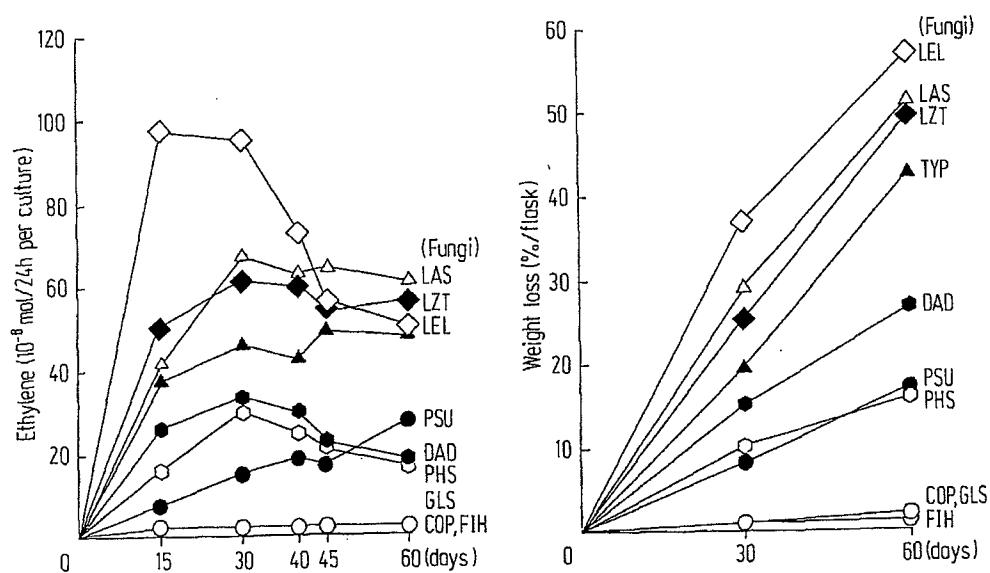 120
100
80
60
40
20
0
Ethylene (10⁻⁸ mol/24h per culture)
(Fungi)
LAS
LZT
LEL
PSU
DAD
PHS
GLS
COP,FIH
15
30
40
45
60 (days)
60
50
40
30
20
10
0
Weight loss (%/flask)
(Fungi)
LEL
LAS
LZT
TYP
DAD
PSU
PHS
COP,GLS
FIH
30
60 (days)